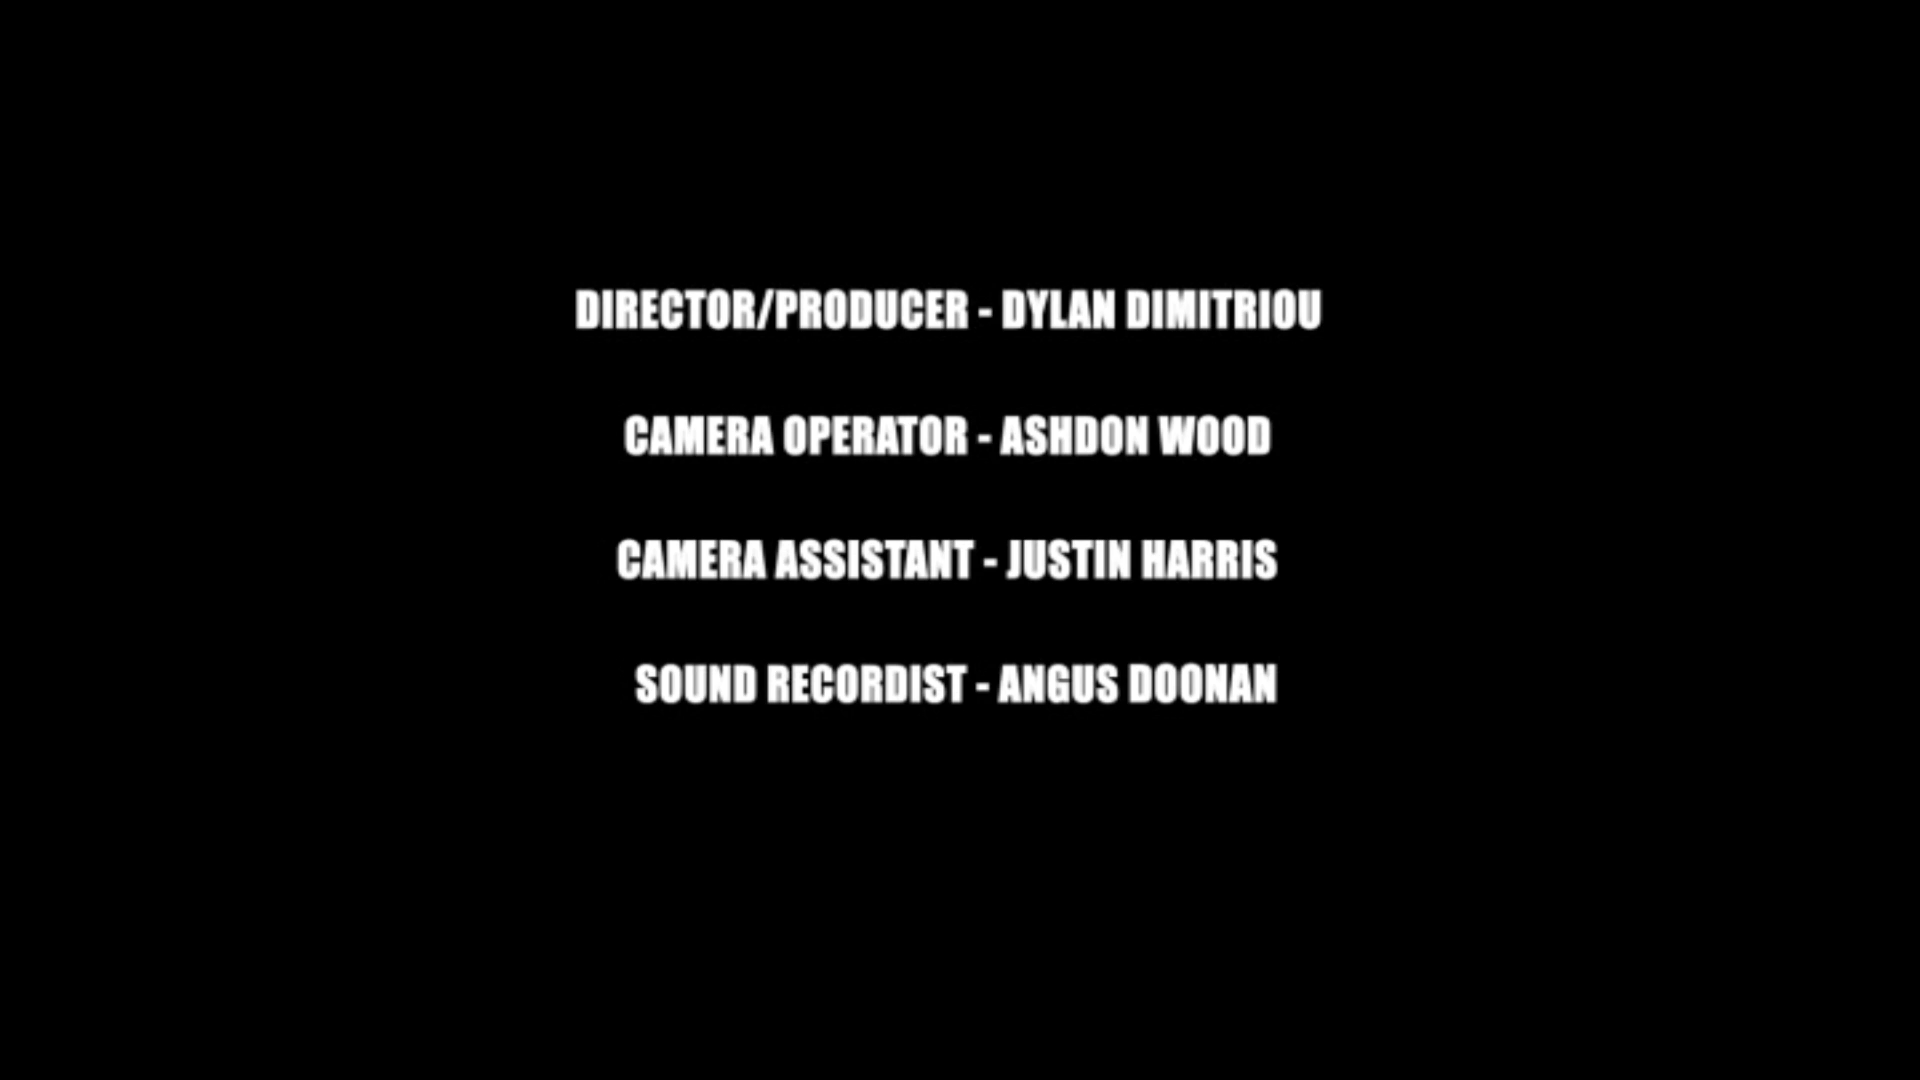 DIRECTOR/PRODUCER - DYLAN DIMITRIOU
CAMERA OPERATOR - ASHDON WOOD
CAMERA ASSISTANT - JUSTIN HARRIS
SOUND RECORDIST - ANGUS DOONAN